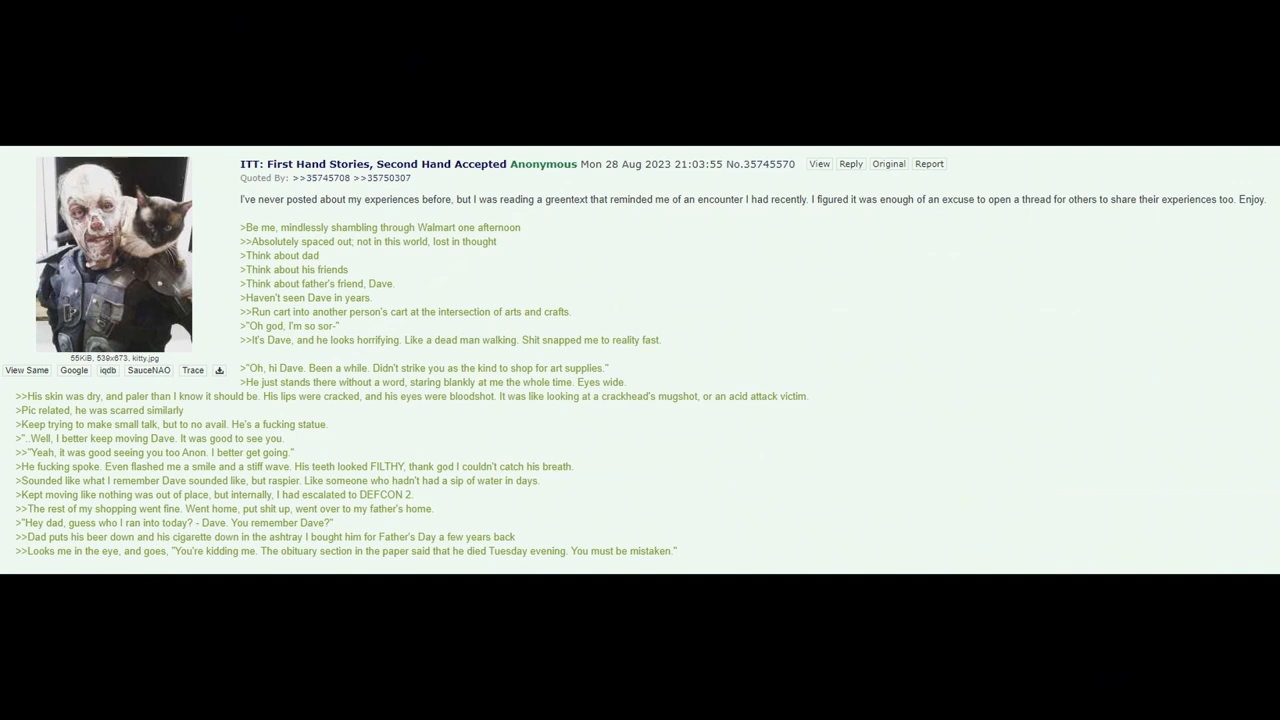 ITT: First Hand Stories, Second Hand Accepted Anonymous Mon 28 Aug 2023 21:03:55 No.35745570 View Reply Original Report
Quoted By: >>35745708 >>35750307
I've never posted about my experiences before, but I was reading a greentext that reminded me of an encounter I had recently. I figured it was enough of an excuse to open a thread for others to share their experiences too. Enjoy.
>Be me, mindlessly shambling through Walmart one afternoon
>>Absolutely spaced out; not in this world, lost in thought
>Think about dad
>Think about his friends
>Think about father's friend, Dave.
>Haven't seen Dave in years.
>>Run cart into another person's cart at the intersection of arts and crafts.
>"Oh god, I'm so sor-"
>>It's Dave, and he looks horrifying. Like a dead man walking. Shit snapped me to reality fast.
55KiB, 539x673, kitty.jpg
View Same Google iqdb SauceNAO Trace
>"Oh, hi Dave. Been a while. Didn't strike you as the kind to shop for art supplies."
>He just stands there without a word, staring blankly at me the whole time. Eyes wide.
>>His skin was dry, and paler than I know it should be. His lips were cracked, and his eyes were bloodshot. It was like looking at a crackhead's mugshot, or an acid attack victim.
>Pic related, he was scarred similarly
>Keep trying to make small talk, but to no avail. He's a fucking statue.
>"..Well, I better keep moving Dave. It was good to see you.
>>"Yeah, it was good seeing you too Anon. I better get going."
>He fucking spoke. Even flashed me a smile and a stiff wave. His teeth looked FILTHY, thank god I couldn't catch his breath.
>Sounded like what I remember Dave sounded like, but raspier. Like someone who hadn't had a sip of water in days.
>Kept moving like nothing was out of place, but internally, I had escalated to DEFCON 2.
>>The rest of my shopping went fine. Went home, put shit up, went over to my father's home.
>"Hey dad, guess who I ran into today? - Dave. You remember Dave?"
>>Dad puts his beer down and his cigarette down in the ashtray I bought him for Father's Day a few years back
>>Looks me in the eye, and goes, "You're kidding me. The obituary section in the paper said that he died Tuesday evening. You must be mistaken."